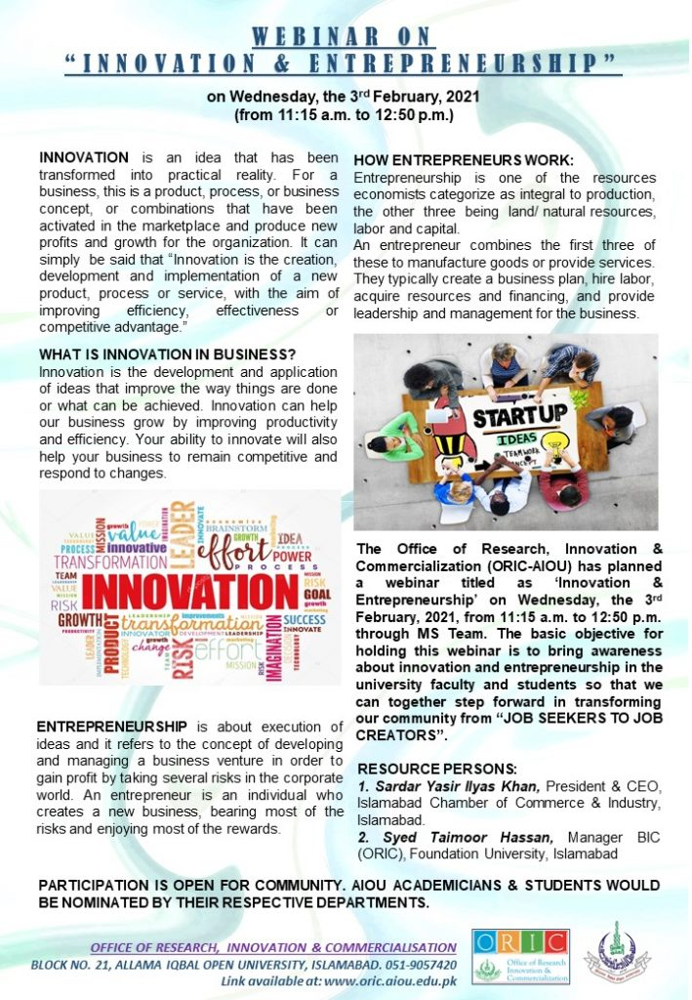 WEBINAR ON
“INNOVATION & ENTREPRENEURSHIP”
on Wednesday, the 3rd February, 2021
(from 11:15 a.m. to 12:50 p.m.)
INNOVATION is an idea that has been
transformed into practical reality. For a
business, this is a product, process, or business
concept, or combinations that have been
activated in the marketplace and produce new
profits and growth for the organization. It can
simply be said that “Innovation is the creation,
development and implementation of a new
product, process or service, with the aim of
improving efficiency, effectiveness or
competitive advantage.”
WHAT IS INNOVATION IN BUSINESS?
Innovation is the development and application
of ideas that improve the way things are done
or what can be achieved. Innovation can help
our business grow by improving productivity
and efficiency. Your ability to innovate will also
help your business to remain competitive and
respond to changes.
VALUE
MISSION
growth
value
innovative
IMAGINATION
LEADER
INNOVATE
BRAINSTORM
GROWTH
effort
PROCESS
IDEA
MISSION
POWER
PROCESS
TRANSFORMATION
TEAM
VALUE
MISSION
RISK
INNOVATION
RISK
GOAL
growth
GROWTH
PRODUCTIVITY
LEADER
PRODUCT
LEADERSHIP
improvement
MISSION
transformation
INNOVATOR
DEVELOPMENT
LEADERSHIP
growth
change
RISK
effort
MISSION
RISK
IMAGINATION
SUCCESS
INNOVATE
ENTREPRENEURSHIP is about execution of
ideas and it refers to the concept of developing
and managing a business venture in order to
gain profit by taking several risks in the corporate
world. An entrepreneur is an individual who
creates a new business, bearing most of the
risks and enjoying most of the rewards.
HOW ENTREPRENEURS WORK:
Entrepreneurship is one of the resources
economists categorize as integral to production,
the other three being land/ natural resources,
labor and capital.
An entrepreneur combines the first three of
these to manufacture goods or provide services.
They typically create a business plan, hire labor,
acquire resources and financing, and provide
leadership and management for the business.
STARTUP
IDEAS
TEAMWORK
CONCEPT
The Office of Research, Innovation &
Commercialization (ORIC-AIOU) has planned
a webinar titled as ‘Innovation &
Entrepreneurship’ on Wednesday, the 3rd
February, 2021, from 11:15 a.m. to 12:50 p.m.
through MS Team. The basic objective for
holding this webinar is to bring awareness
about innovation and entrepreneurship in the
university faculty and students so that we
can together step forward in transforming
our community from “JOB SEEKERS TO JOB
CREATORS”.
RESOURCE PERSONS:
1. Sardar Yasir Ilyas Khan, President & CEO,
Islamabad Chamber of Commerce & Industry,
Islamabad.
2. Syed Taimoor Hassan, Manager BIC
(ORIC), Foundation University, Islamabad
PARTICIPATION IS OPEN FOR COMMUNITY. AIOU ACADEMICIANS & STUDENTS WOULD
BE NOMINATED BY THEIR RESPECTIVE DEPARTMENTS.
OFFICE OF RESEARCH, INNOVATION & COMMERCIALISATION
BLOCK NO. 21, ALLAMA IQBAL OPEN UNIVERSITY, ISLAMABAD. 051-9057420
Link available at: www.oric.aiou.edu.pk
ORIC
Office of Research
Innovation &
Commercialization